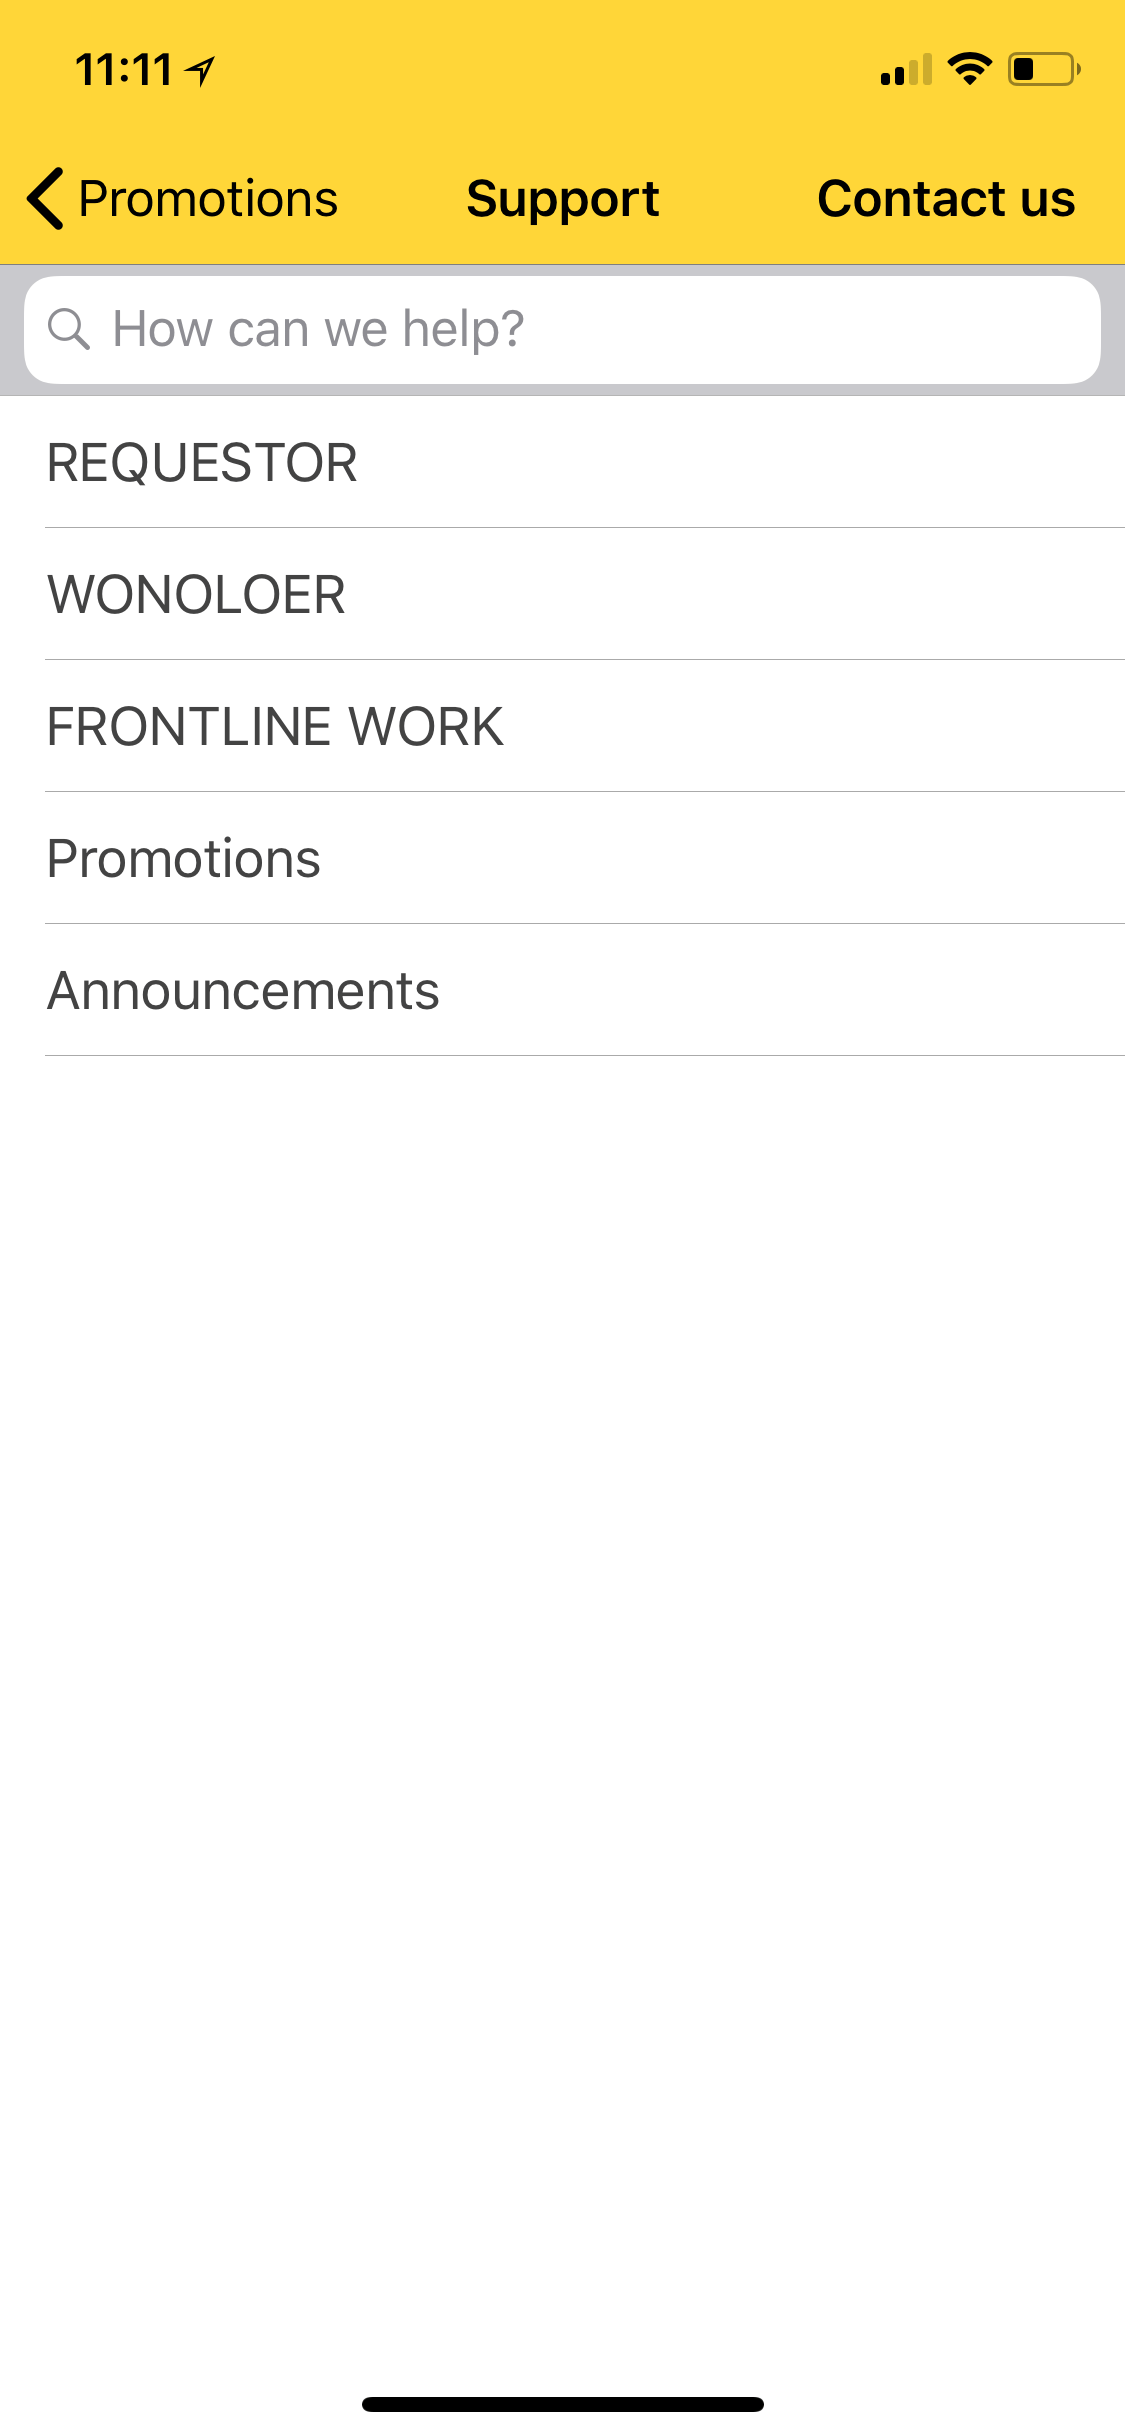 11:11
Promotions Support Contact us
How can we help?
REQUESTOR
WONOLOER
FRONTLINE WORK
Promotions
Announcements